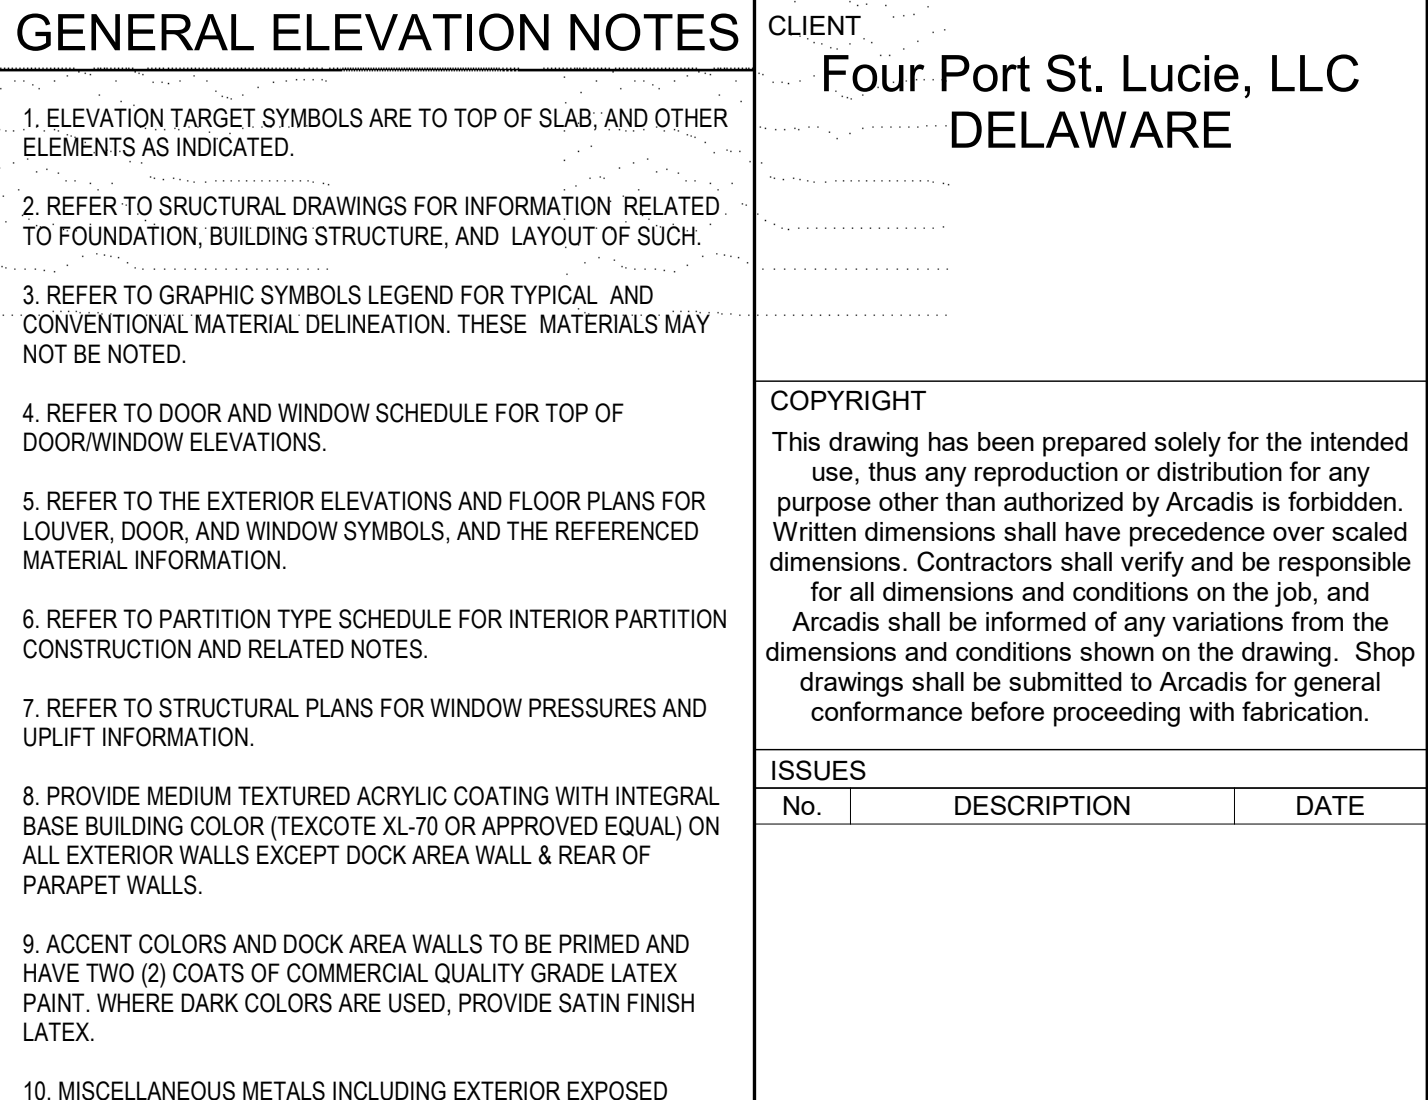 GENERAL ELEVATION NOTES
1. ELEVATION TARGET SYMBOLS ARE TO TOP OF SLAB, AND OTHER
ELEMENTS AS INDICATED.
2. REFER TO SRUCTURAL DRAWINGS FOR INFORMATION RELATED
TO FOUNDATION, BUILDING STRUCTURE, AND LAYOUT OF SUCH.
3. REFER TO GRAPHIC SYMBOLS LEGEND FOR TYPICAL AND
CONVENTIONAL MATERIAL DELINEATION. THESE MATERIALS MAY
NOT BE NOTED.
4. REFER TO DOOR AND WINDOW SCHEDULE FOR TOP OF
DOOR/WINDOW ELEVATIONS.
5. REFER TO THE EXTERIOR ELEVATIONS AND FLOOR PLANS FOR
LOUVER, DOOR, AND WINDOW SYMBOLS, AND THE REFERENCED
MATERIAL INFORMATION.
6. REFER TO PARTITION TYPE SCHEDULE FOR INTERIOR PARTITION
CONSTRUCTION AND RELATED NOTES.
7. REFER TO STRUCTURAL PLANS FOR WINDOW PRESSURES AND
UPLIFT INFORMATION.
8. PROVIDE MEDIUM TEXTURED ACRYLIC COATING WITH INTEGRAL
BASE BUILDING COLOR (TEXCOTE XL-70 OR APPROVED EQUAL) ON
ALL EXTERIOR WALLS EXCEPT DOCK AREA WALL & REAR OF
PARAPET WALLS.
9. ACCENT COLORS AND DOCK AREA WALLS TO BE PRIMED AND
HAVE TWO (2) COATS OF COMMERCIAL QUALITY GRADE LATEX
PAINT. WHERE DARK COLORS ARE USED, PROVIDE SATIN FINISH
LATEX.
10. MISCELLANEOUS METALS INCLUDING EXTERIOR EXPOSED
CLIENT
Four Port St. Lucie, LLC
DELAWARE
COPYRIGHT
This drawing has been prepared solely for the intended
use, thus any reproduction or distribution for any
purpose other than authorized by Arcadis is forbidden.
Written dimensions shall have precedence over scaled
dimensions. Contractors shall verify and be responsible
for all dimensions and conditions on the job, and
Arcadis shall be informed of any variations from the
dimensions and conditions shown on the drawing. Shop
drawings shall be submitted to Arcadis for general
conformance before proceeding with fabrication.
ISSUES
No. DESCRIPTION DATE